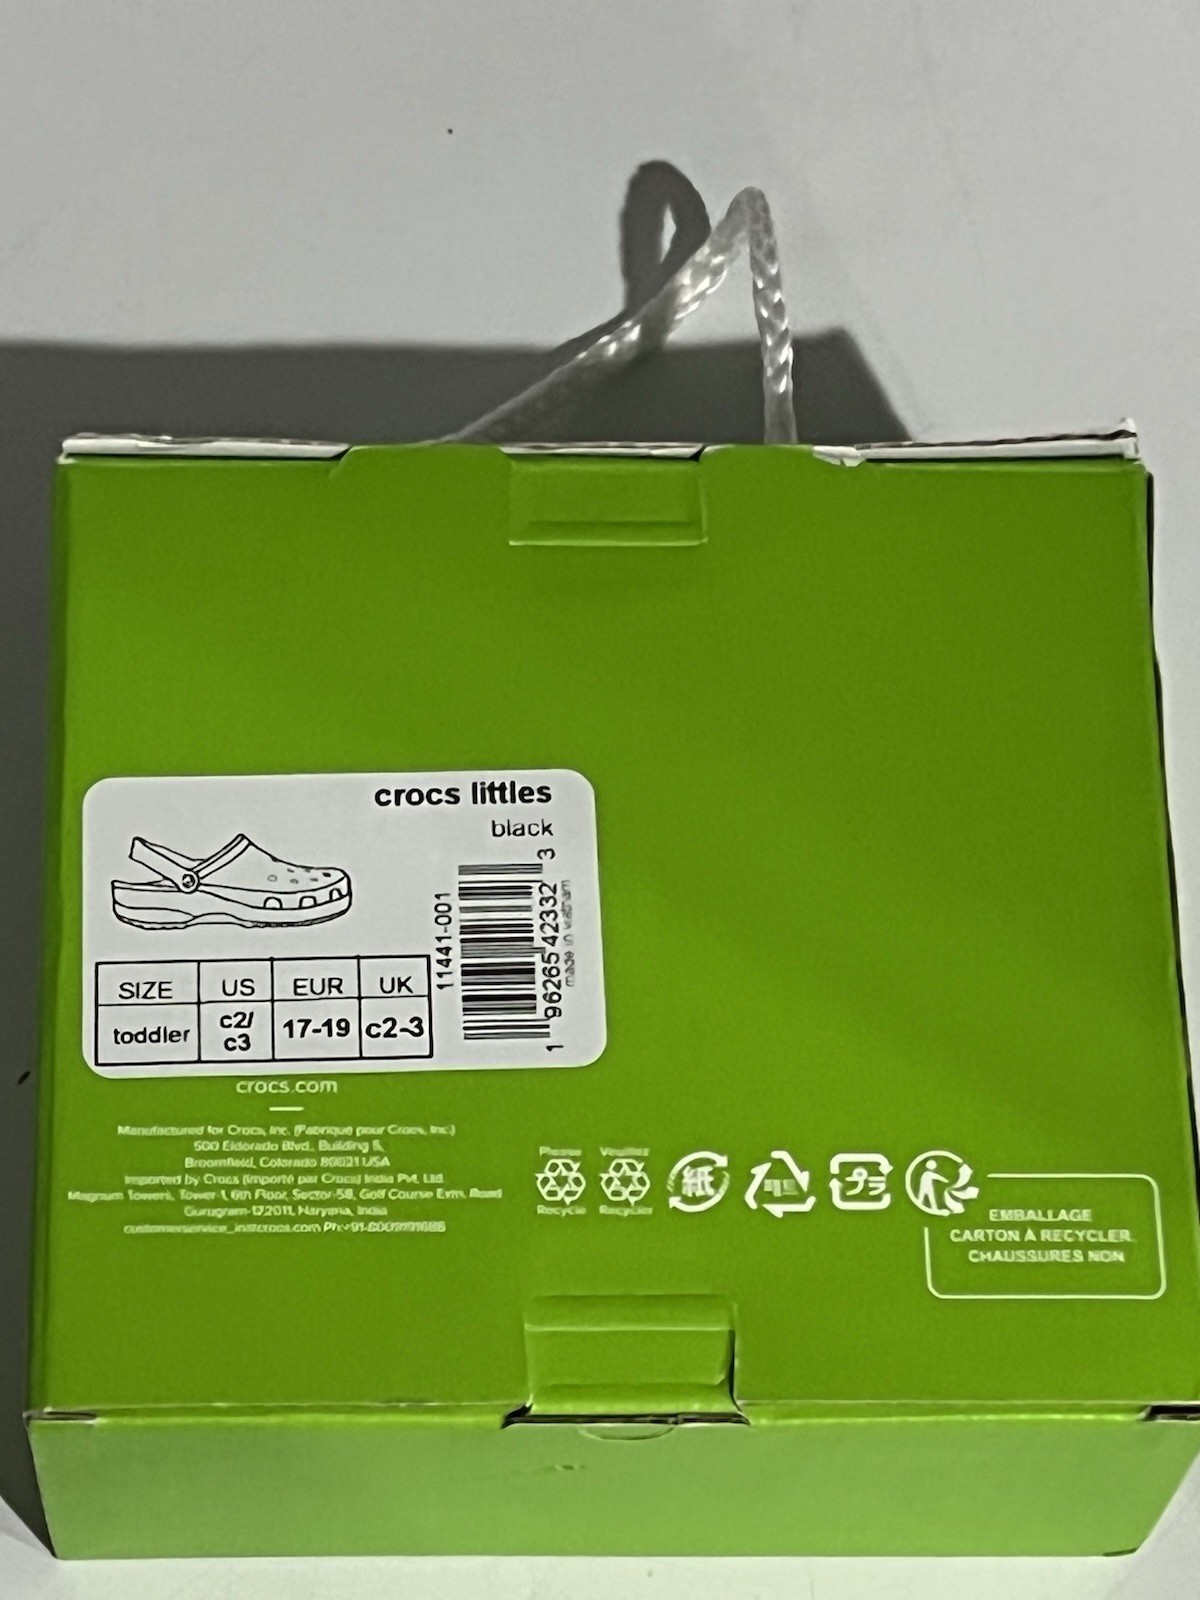 crocs littles
black
11441-001
1 96265 42332 3
made in vietnam
SIZE US EUR UK
toddler c2/c3 17-19 c2-3
crocs.com
Manufactured for Crocs, Inc. (Fabriqué pour Crocs, Inc.)
500 Eldorado Blvd., Building 5,
Broomfield, Colorado 80021 USA
Imported by Crocs (Importé par Crocs) India Pvt. Ltd.
Magnum Towers, Tower-1, 6th Floor, Sector-58, Golf Course Extn. Road
Gurugram-122011, Haryana, India
Please Recycle
Veuillez Recycler
紙
プラ
EMBALLAGE
CARTON À RECYCLER
CHAUSSURES NON